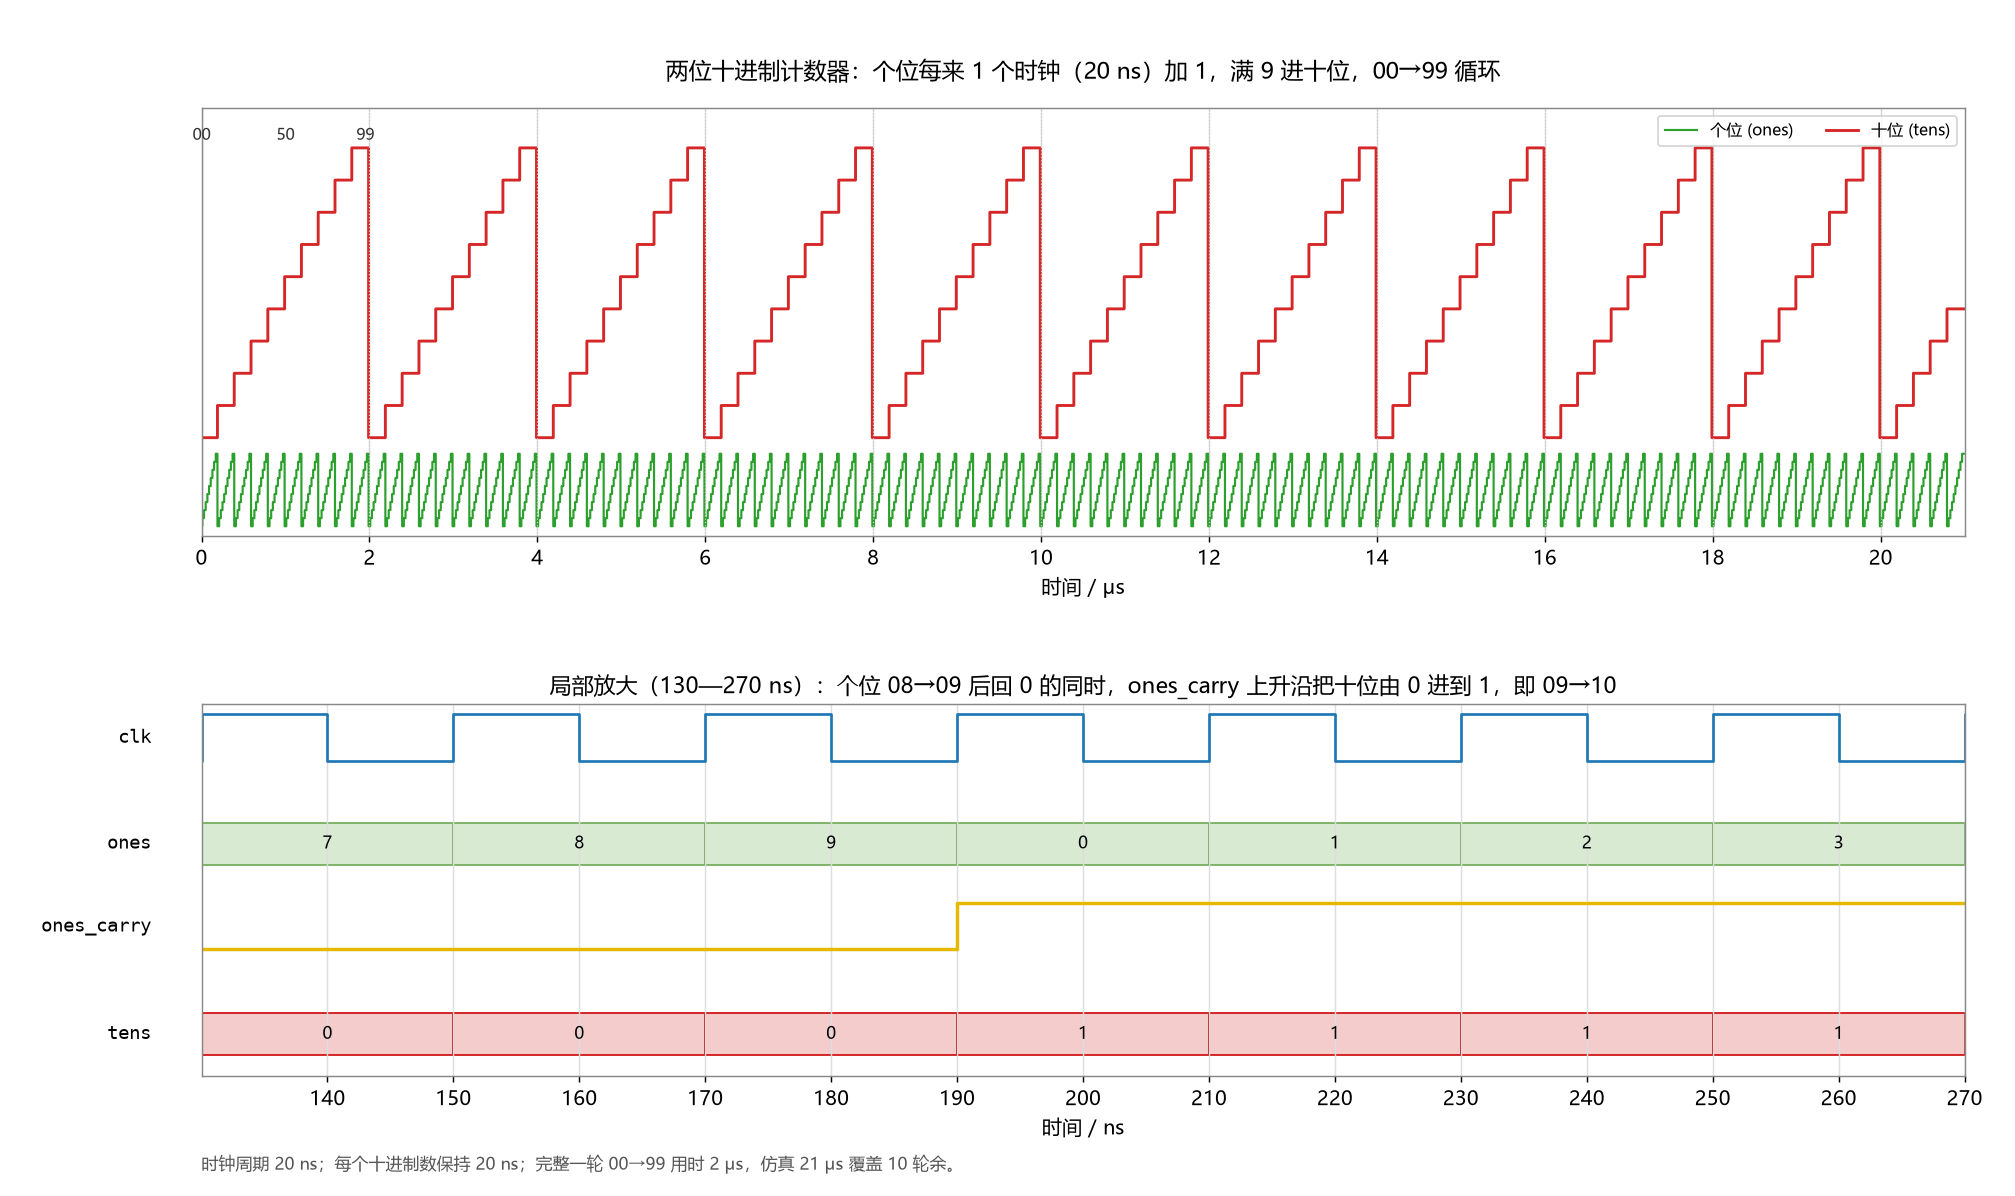 两位十进制计数器：个位每来 1 个时钟（20 ns）加 1，满 9 进十位，00→99 循环
00 50 99
个位 (ones) 十位 (tens)
0 2 4 6 8 10 12 14 16 18 20
时间 / µs
局部放大（130—270 ns）：个位 08→09 后回 0 的同时，ones_carry 上升沿把十位由 0 进到 1，即 09→10
clk
ones 7 8 9 0 1 2 3
ones_carry
tens 0 0 0 1 1 1 1
140 150 160 170 180 190 200 210 220 230 240 250 260 270
时间 / ns
时钟周期 20 ns；每个十进制数保持 20 ns；完整一轮 00→99 用时 2 µs，仿真 21 µs 覆盖 10 轮余。